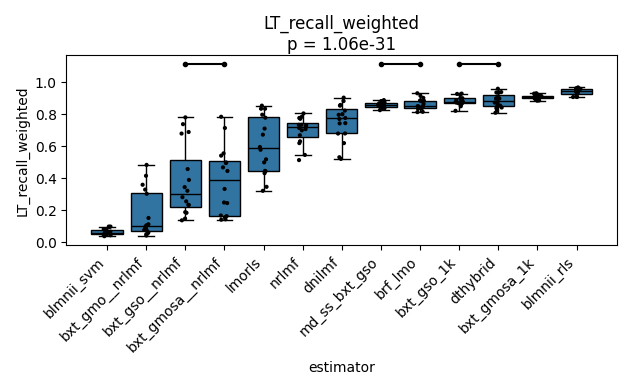 LT_recall_weighted
p = 1.06e-31
LT_recall_weighted
1.0
0.8
0.6
0.4
0.2
0.0
blmnii_svm
bxt_gmo__nrlmf
bxt_gso__nrlmf
bxt_gmosa__nrlmf
lmorls
nrlmf
dnilmf
md_ss_bxt_gso
brf_lmo
bxt_gso_1k
dthybrid
bxt_gmosa_1k
blmnii_rls
estimator